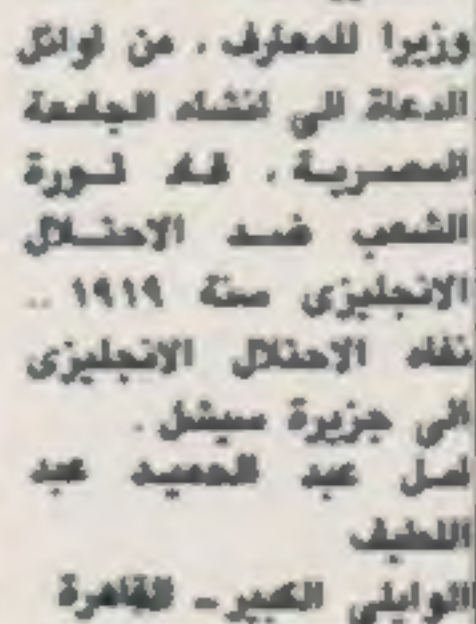 وزيرا للمعارف . من اوائل
الدعاة الى انشاء الجامعة
المصرية . قاد ثورة
الشعب ضد الاحتلال
الانجليزى سنة ١٩١٩ ..
نفاه الاحتلال الانجليزى
الى جزيرة سيشل .
امل عبد الحميد عبد
اللطيف
الوايلى الكبير - القاهرة